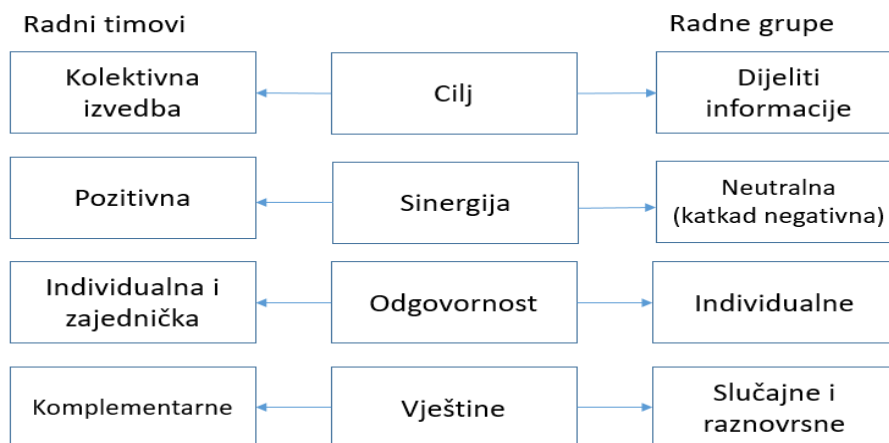 Radni timovi
Radne grupe
Kolektivna
izvedba
Cilj
Dijeliti
informacije
Pozitivna
Sinergija
Neutralna
(katkad negativna)
Individualna i
zajednička
Odgovornost
Individualne
Komplementarne
Vještine
Slučajne i
raznovrsne